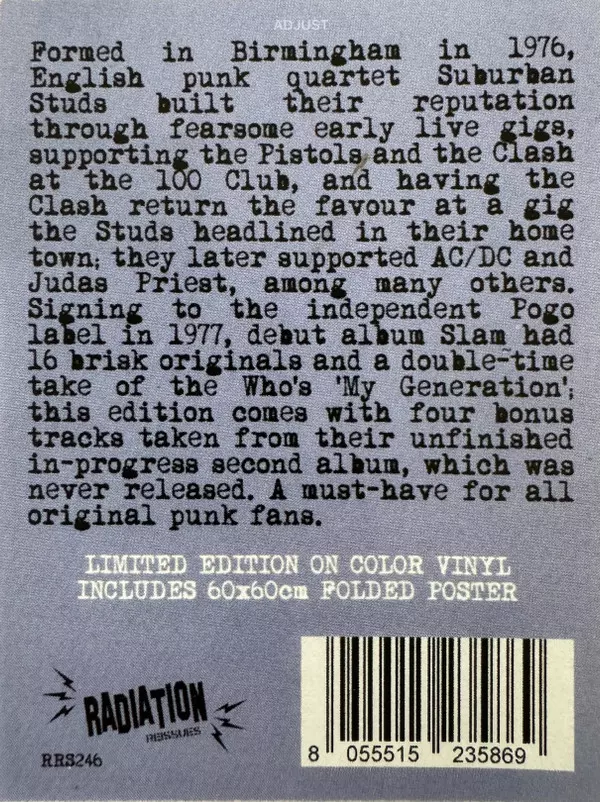 ADJUST
Formed in Birmingham in 1976,
English punk quartet Suburban
Studs built their reputation
through fearsome early live gigs,
supporting the Pistols and the Clash
at the 100 Club, and having the
Clash return the favour at a gig
the Studs headlined in their home
town; they later supported AC/DC and
Judas Priest, among many others.
Signing to the independent Pogo
label in 1977, debut album Slam had
16 brisk originals and a double-time
take of the Who's 'My Generation';
this edition comes with four bonus
tracks taken from their unfinished
in-progress second album, which was
never released. A must-have for all
original punk fans.
LIMITED EDITION ON COLOR VINYL
INCLUDES 60x60cm FOLDED POSTER
RADIATION
REISSUES
RRS246
8 055515 235869